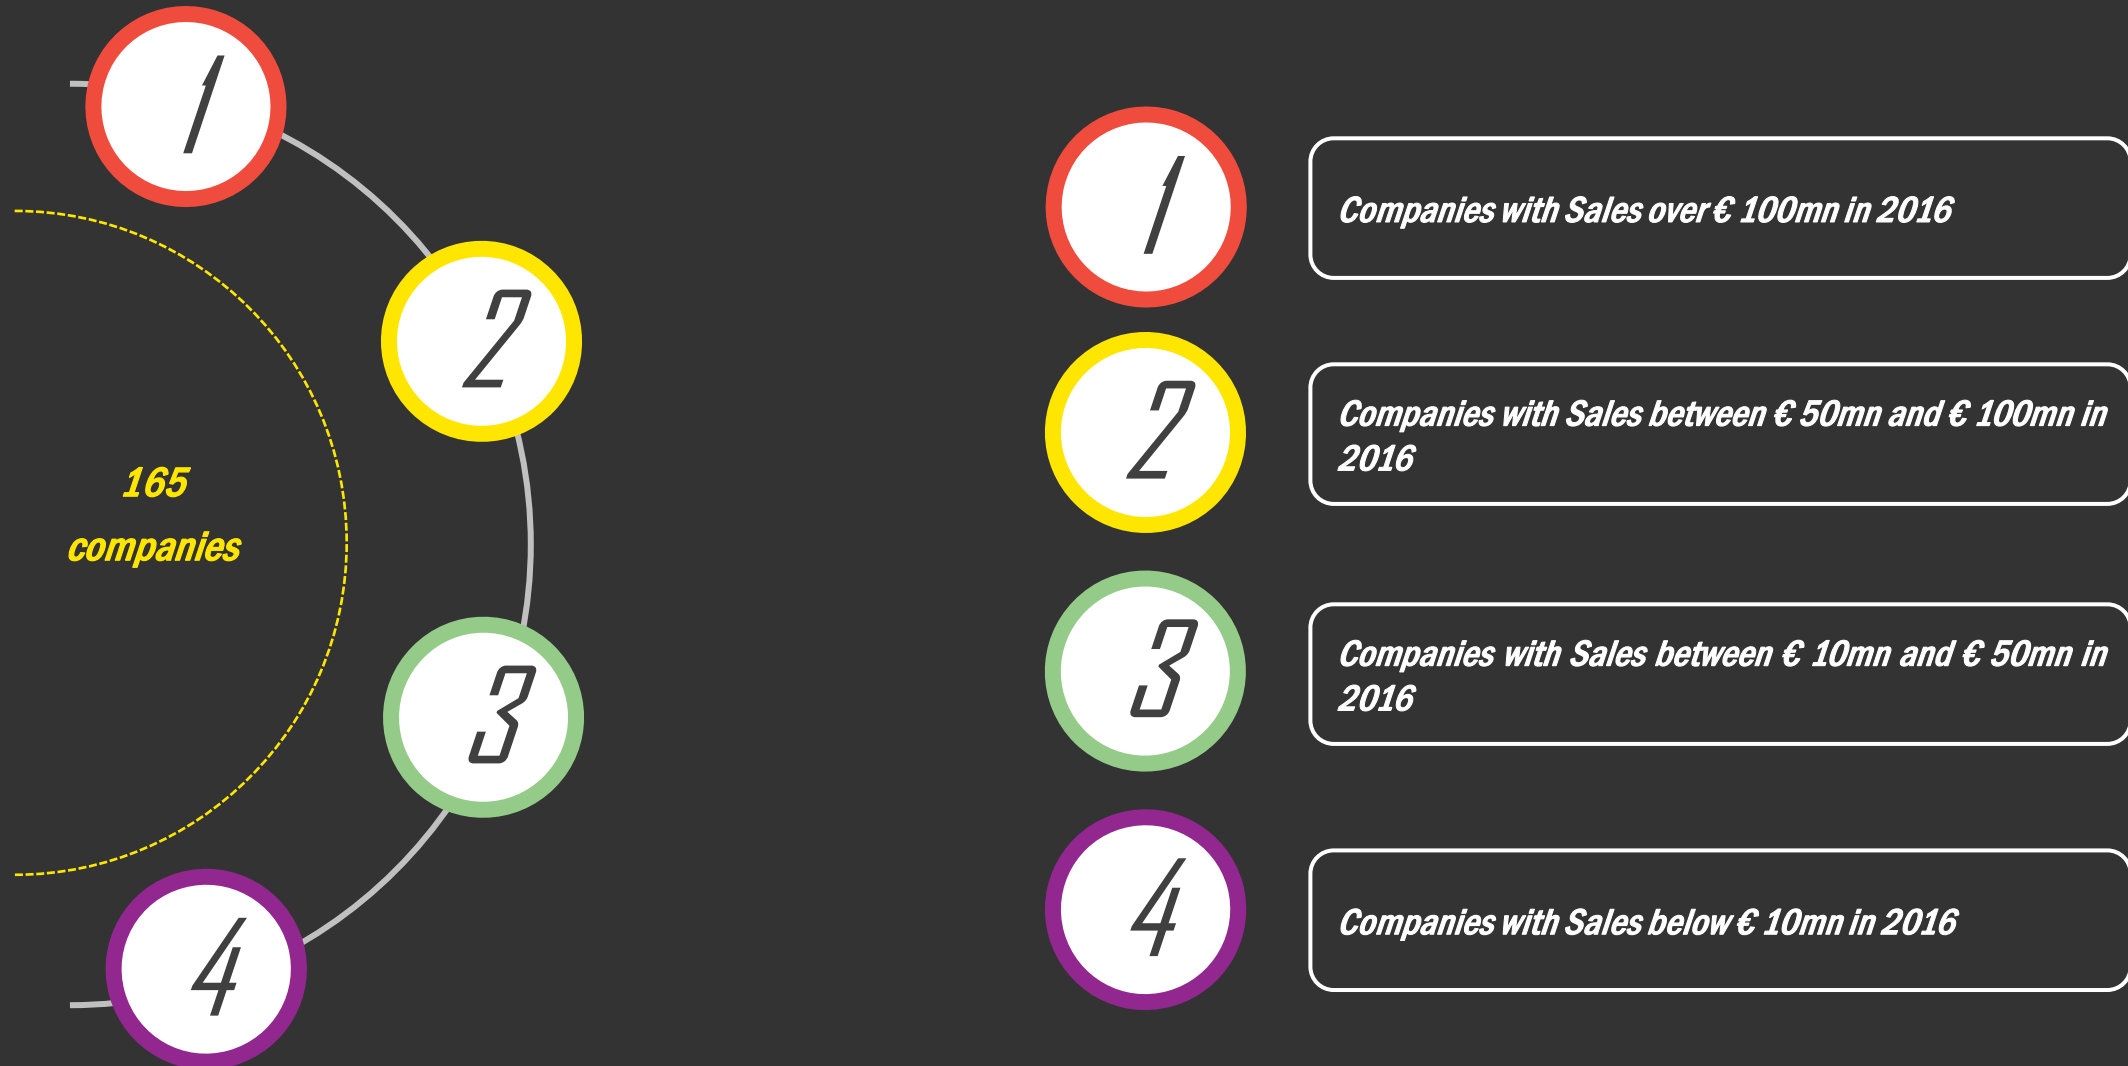 1
2
165
companies
3
4
1
Companies with Sales over € 100mn in 2016
2
Companies with Sales between € 50mn and € 100mn in
2016
3
Companies with Sales between € 10mn and € 50mn in
2016
4
Companies with Sales below € 10mn in 2016